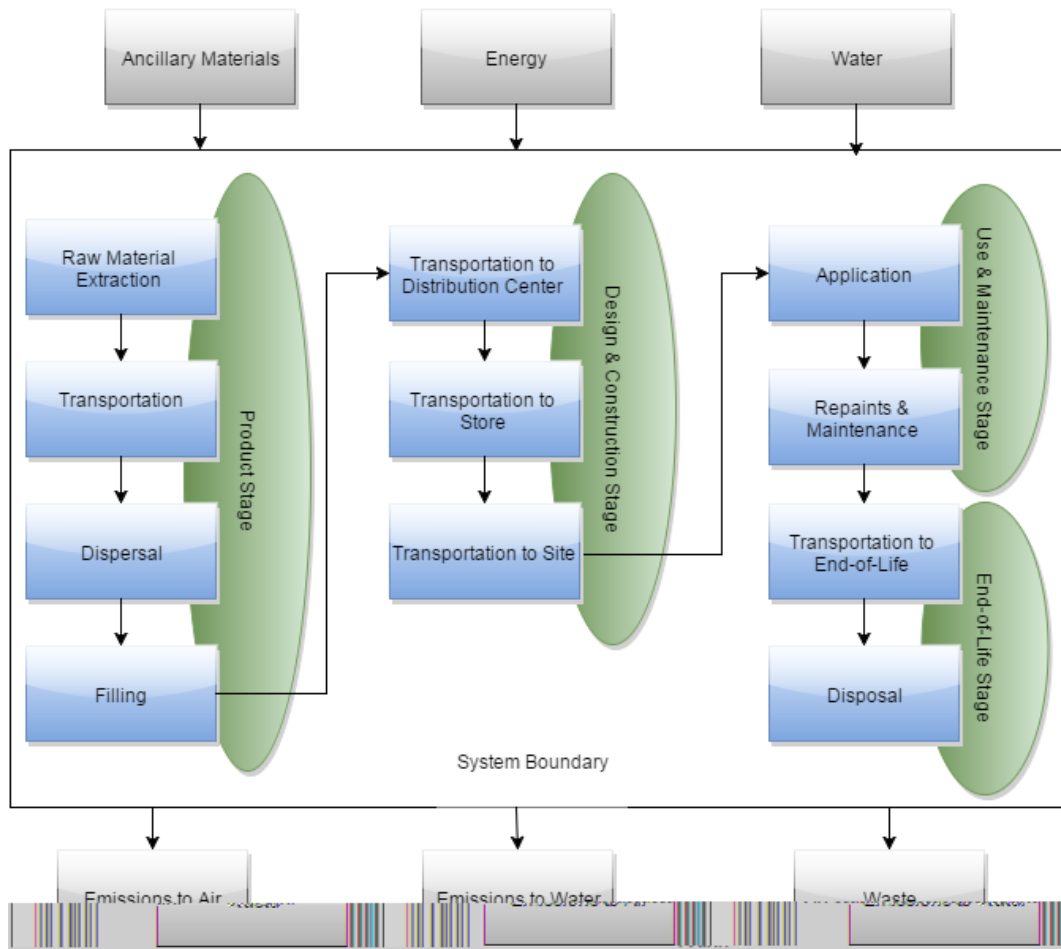 Ancillary Materials
Energy
Water
Raw Material
Extraction
Transportation
Dispersal
Filling
Product Stage
Transportation to
Distribution Center
Transportation to
Store
Transportation to Site
Design & Construction Stage
Application
Repaints &
Maintenance
Use & Maintenance Stage
Transportation to
End-of-Life
Disposal
End-of-Life Stage
System Boundary
Emissions to Air
Emissions to Water
Waste